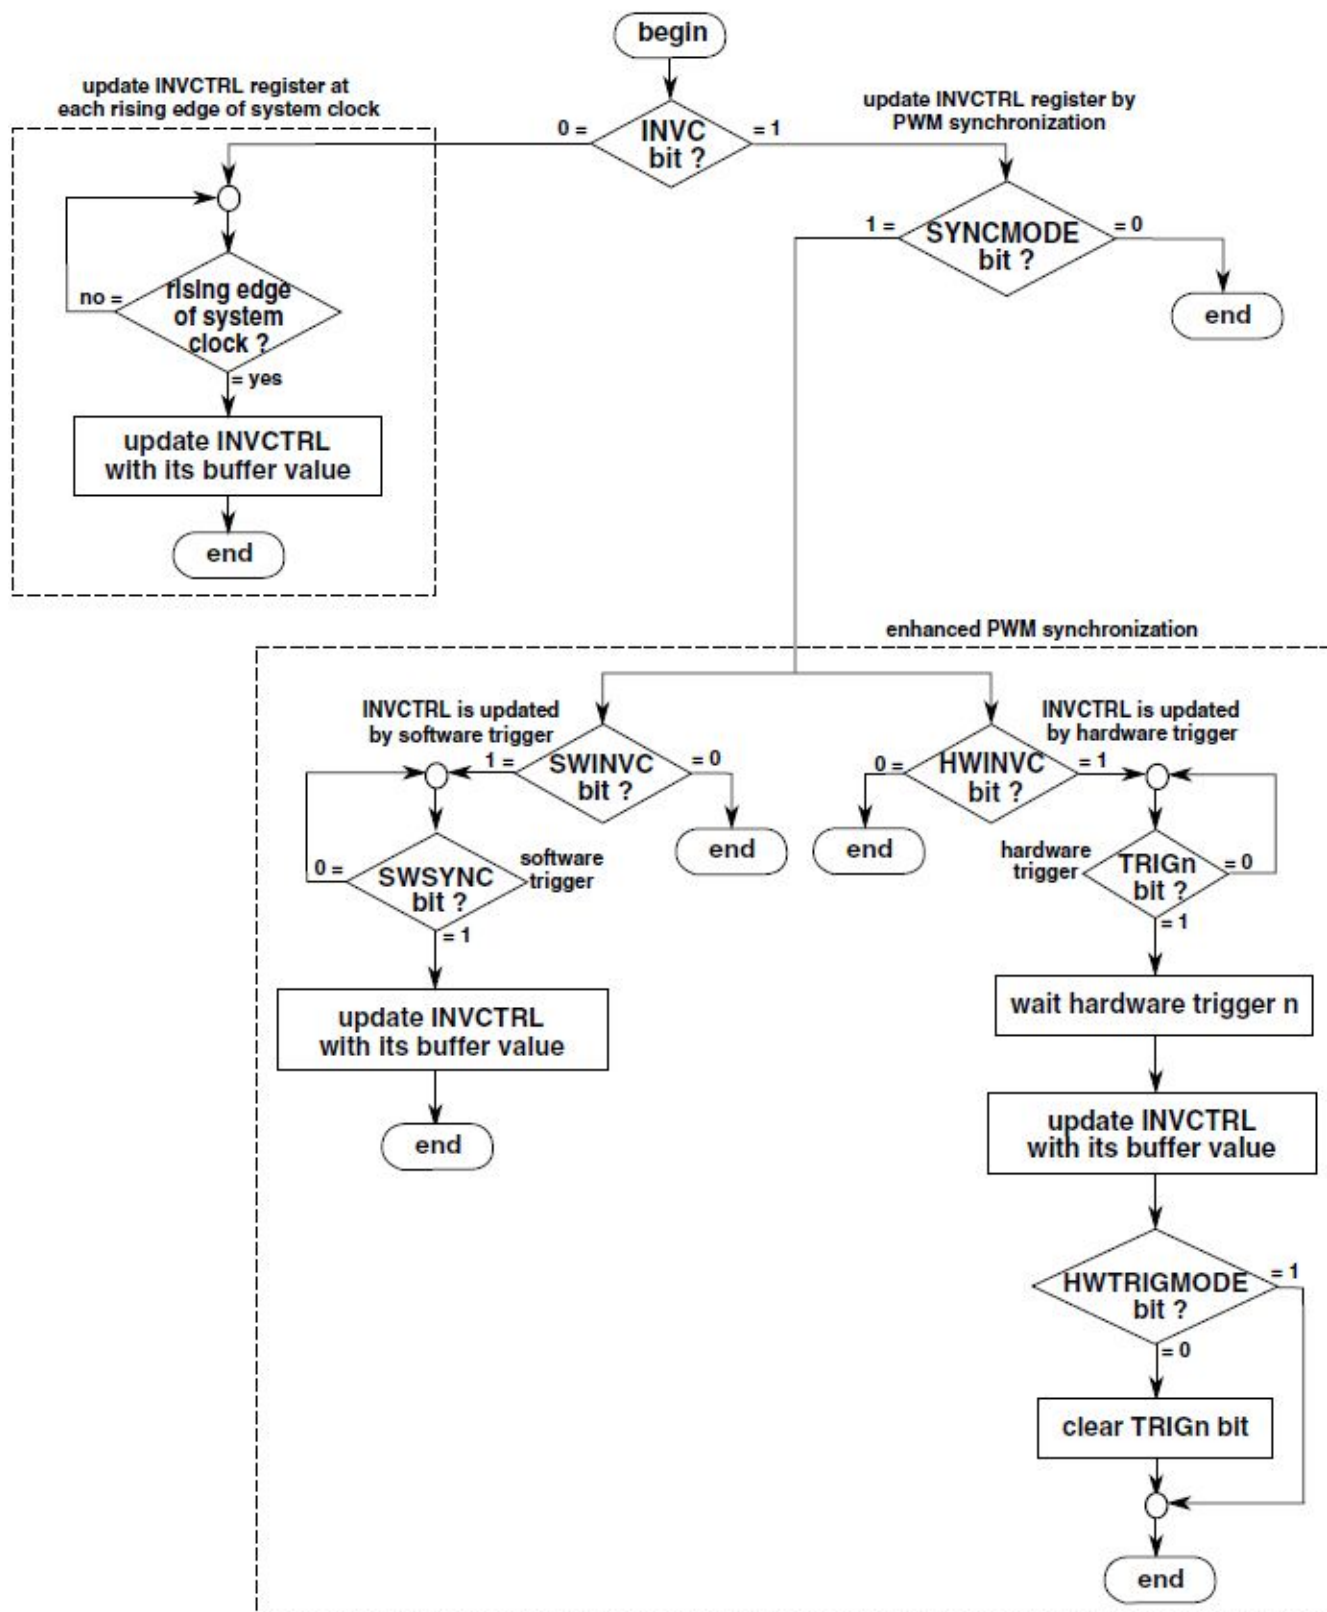 begin
update INVCTRL register at
each rising edge of system clock
update INVCTRL register by
PWM synchronization
0 =
INVC
bit ?
= 1
1 =
SYNCMODE
bit ?
= 0
end
no =
rising edge
of system
clock ?
= yes
update INVCTRL
with its buffer value
end
enhanced PWM synchronization
INVCTRL is updated
by software trigger
1 =
SWINVC
bit ?
= 0
end
INVCTRL is updated
by hardware trigger
0 =
HWINVC
bit ?
= 1
end
0 =
SWSYNC
bit ?
software
trigger
= 1
update INVCTRL
with its buffer value
end
hardware
trigger
TRIGn
bit ?
= 0
= 1
wait hardware trigger n
update INVCTRL
with its buffer value
HWTRIGMODE
bit ?
= 1
= 0
clear TRIGn bit
end